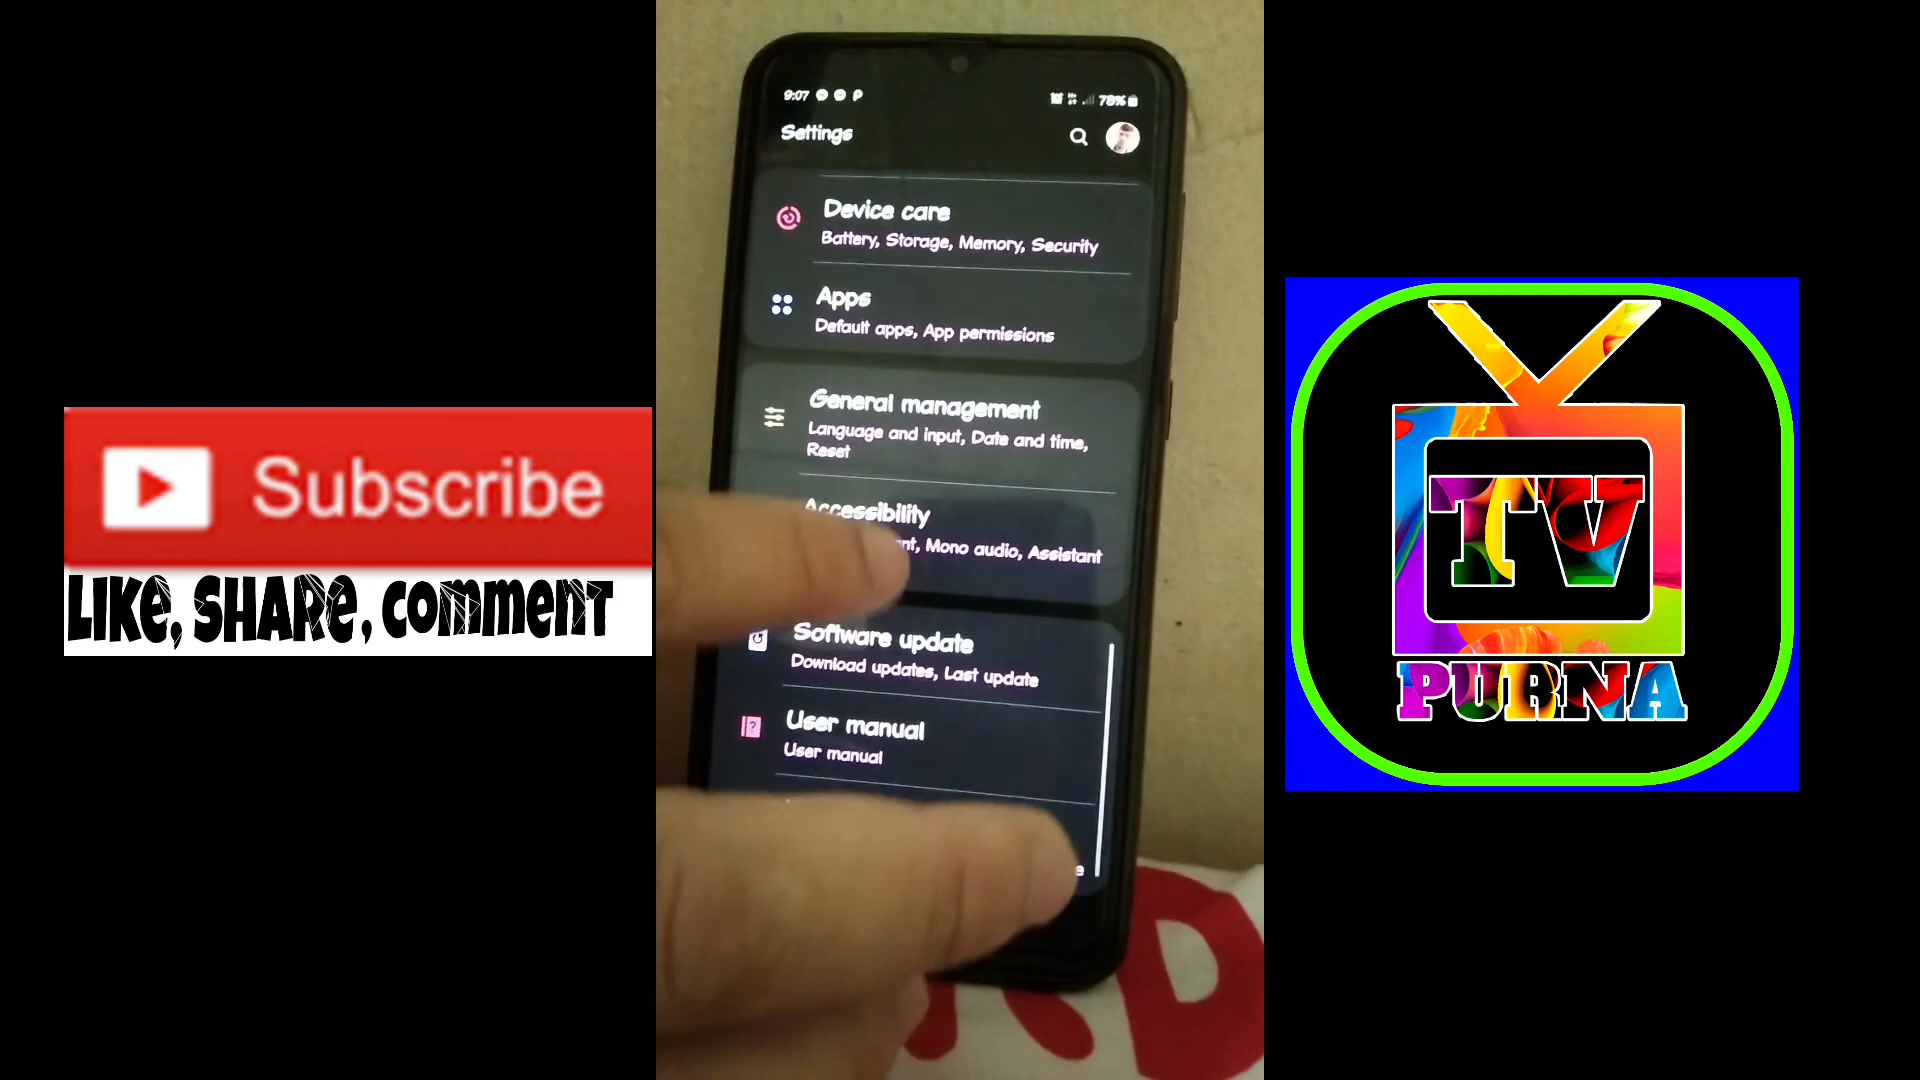 Subscribe
Like, Share, comment
9:07
78%
Settings
Device care
Battery, Storage, Memory, Security
Apps
Default apps, App permissions
General management
Language and input, Date and time,
Reset
Accessibility
Mono audio, Assistant
Software update
Download updates, Last update
User manual
User manual
TV
PURNA